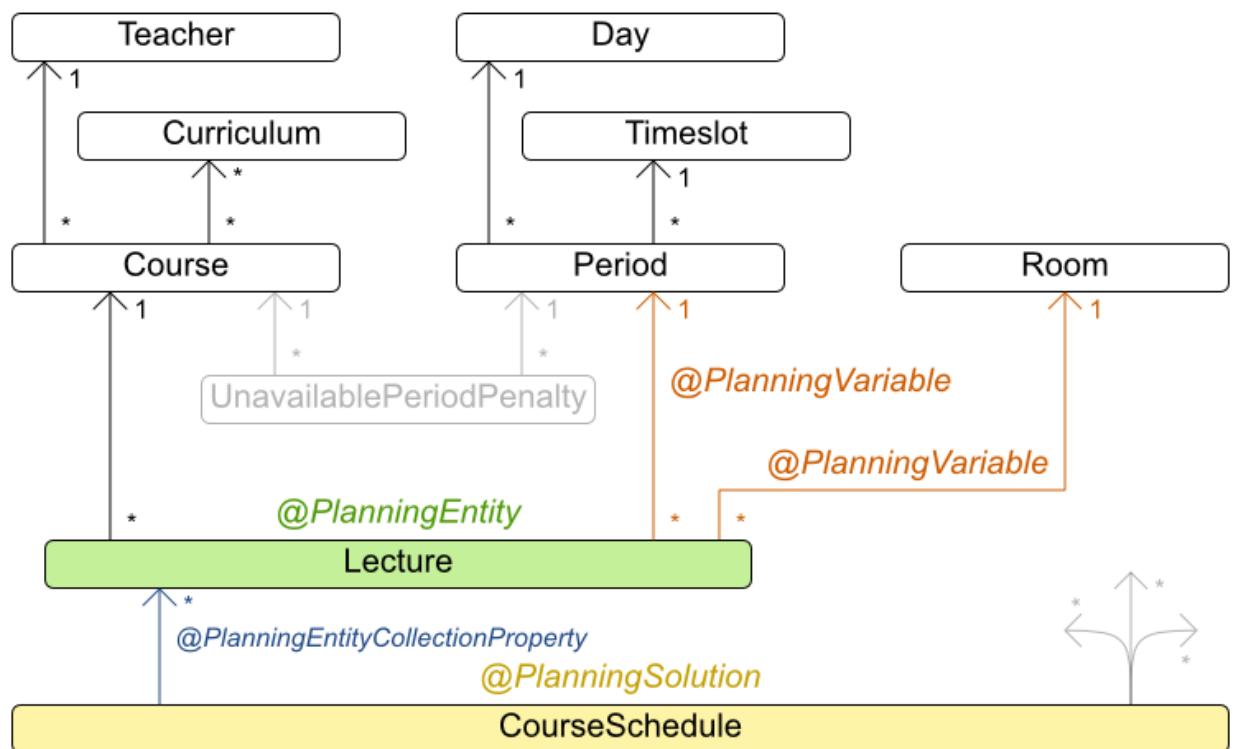 Teacher
Day
1
1
Curriculum
Timeslot
*
1
*
*
*
*
Course
Period
Room
1
1
1
1
1
*
*
UnavailablePeriodPenalty
@PlanningVariable
@PlanningVariable
*
@PlanningEntity
*
*
Lecture
*
*
*
@PlanningEntityCollectionProperty
*
@PlanningSolution
CourseSchedule